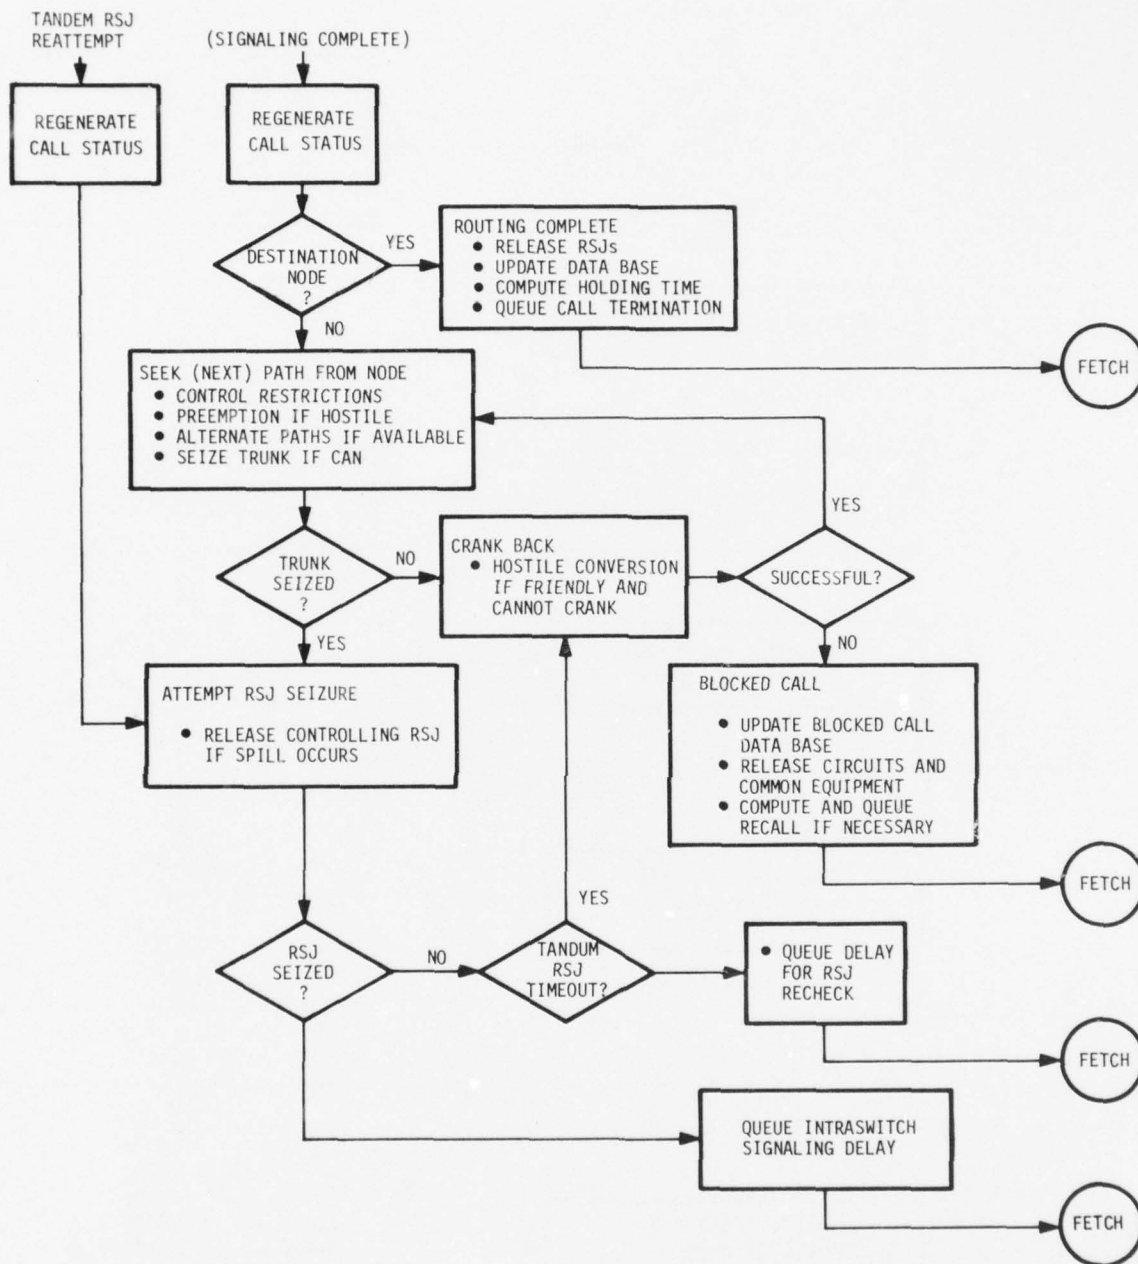 TANDEM RSJ
REATTEMPT
(SIGNALING COMPLETE)
REGENERATE
CALL STATUS
REGENERATE
CALL STATUS
DESTINATION
NODE
?
YES
NO
ROUTING COMPLETE
● RELEASE RSJs
● UPDATE DATA BASE
● COMPUTE HOLDING TIME
● QUEUE CALL TERMINATION
FETCH
SEEK (NEXT) PATH FROM NODE
● CONTROL RESTRICTIONS
● PREEMPTION IF HOSTILE
● ALTERNATE PATHS IF AVAILABLE
● SEIZE TRUNK IF CAN
TRUNK
SEIZED
?
NO
YES
CRANK BACK
● HOSTILE CONVERSION
IF FRIENDLY AND
CANNOT CRANK
SUCCESSFUL?
YES
NO
ATTEMPT RSJ SEIZURE
● RELEASE CONTROLLING RSJ
IF SPILL OCCURS
BLOCKED CALL
● UPDATE BLOCKED CALL
DATA BASE
● RELEASE CIRCUITS AND
COMMON EQUIPMENT
● COMPUTE AND QUEUE
RECALL IF NECESSARY
FETCH
RSJ
SEIZED
?
NO
TANDUM
RSJ
TIMEOUT?
YES
● QUEUE DELAY
FOR RSJ
RECHECK
FETCH
QUEUE INTRASWITCH
SIGNALING DELAY
FETCH